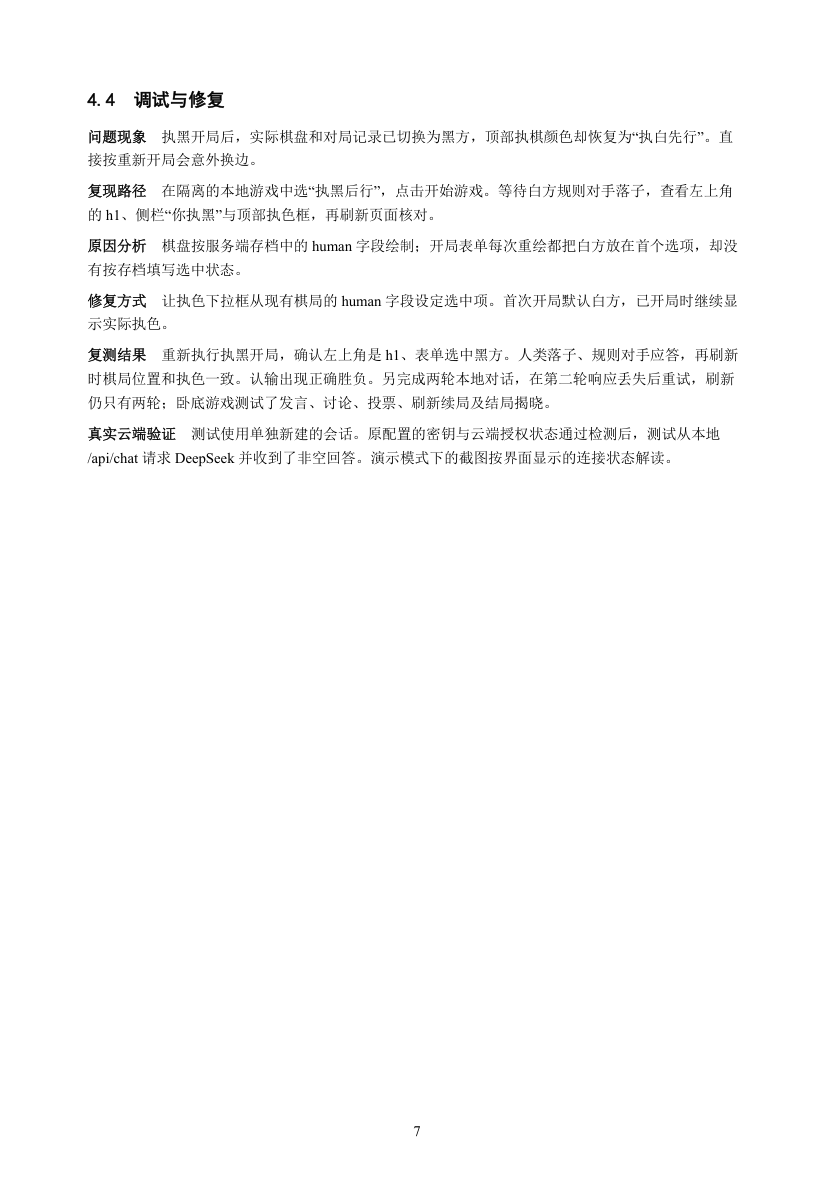 4.4 调试与修复
问题现象 执黑开局后，实际棋盘和对局记录已切换为黑方，顶部执棋颜色却恢复为“执白先行”。直
接按重新开局会意外换边。
复现路径 在隔离的本地游戏中选“执黑后行”，点击开始游戏。等待白方规则对手落子，查看左上角
的 h1、侧栏“你执黑”与顶部执色框，再刷新页面核对。
原因分析 棋盘按服务端存档中的 human 字段绘制；开局表单每次重绘都把白方放在首个选项，却没
有按存档填写选中状态。
修复方式 让执色下拉框从现有棋局的 human 字段设定选中项。首次开局默认白方，已开局时继续显
示实际执色。
复测结果 重新执行执黑开局，确认左上角是 h1、表单选中黑方。人类落子、规则对手应答，再刷新
时棋局位置和执色一致。认输出现正确胜负。另完成两轮本地对话，在第二轮响应丢失后重试，刷新
仍只有两轮；卧底游戏测试了发言、讨论、投票、刷新续局及结局揭晓。
真实云端验证 测试使用单独新建的会话。原配置的密钥与云端授权状态通过检测后，测试从本地
/api/chat 请求 DeepSeek 并收到了非空回答。演示模式下的截图按界面显示的连接状态解读。
7